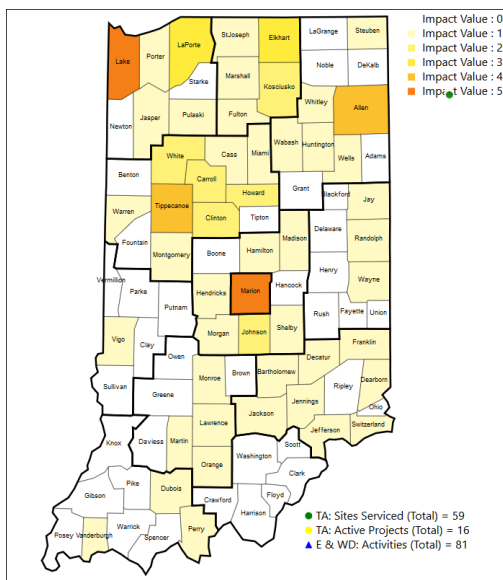 Impact Value : 0
Impact Value : 1
Impact Value : 2
Impact Value : 3
Impact Value : 4
Impact Value : 5
Lake
Porter
LaPorte
StJoseph
Elkhart
LaGrange
Steuben
Noble
DeKalb
Starke
Marshall
Kosciusko
Newton
Jasper
Pulaski
Fulton
Whitley
Allen
Wabash
Huntington
White
Cass
Miami
Wells
Adams
Benton
Carroll
Grant
Blackford
Jay
Howard
Warren
Tippecanoe
Clinton
Tipton
Delaware
Randolph
Fountain
Montgomery
Boone
Hamilton
Madison
Henry
Wayne
Vermillion
Parke
Putnam
Hendricks
Marion
Hancock
Rush
Fayette
Union
Vigo
Clay
Morgan
Johnson
Shelby
Franklin
Owen
Decatur
Sullivan
Greene
Monroe
Brown
Bartholomew
Ripley
Dearborn
Ohio
Jennings
Lawrence
Jackson
Jefferson
Switzerland
Knox
Daviess
Martin
Orange
Washington
Scott
Clark
Gibson
Pike
Dubois
Crawford
Floyd
Harrison
Posey
Vanderburgh
Warrick
Spencer
Perry
TA: Sites Serviced (Total) = 59
TA: Active Projects (Total) = 16
E & WD: Activities (Total) = 81